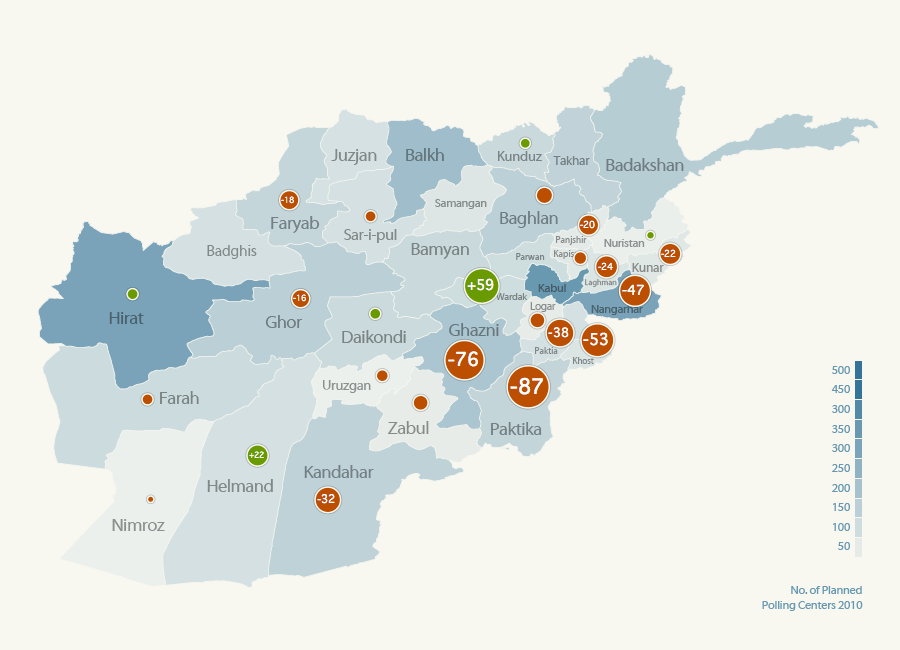 Juzjan
Balkh
Kunduz
Takhar
Badakshan
-18
Faryab
Samangan
Baghlan
Sar-i-pul
-20
Badghis
Bamyan
Panjshir
Nuristan
Parwan
Kapis
-22
-24
Kunar
Laghman
+59
Kabul
-47
Wardak
Nangarhar
Hirat
-16
Ghor
Logar
Daikondi
Ghazni
-38
-53
Paktia
Khost
-76
Uruzgan
-87
Farah
Zabul
Paktika
+22
Kandahar
Helmand
-32
Nimroz
500
450
300
350
300
250
200
150
100
50
No. of Planned
Polling Centers 2010